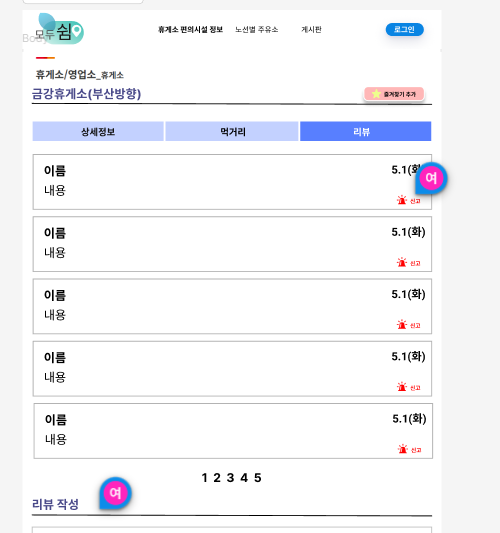 모두 쉼
휴게소 편의시설 정보 노선별 주유소 게시판 로그인
휴게소/영업소_휴게소
금강휴게소(부산방향)
즐겨찾기 추가
상세정보 먹거리 리뷰
이름 5.1(화
여
내용
신고
이름 5.1(화)
내용
신고
이름 5.1(화)
내용
신고
이름 5.1(화)
내용
신고
이름 5.1(화)
내용
신고
1 2 3 4 5
리뷰 작성 여